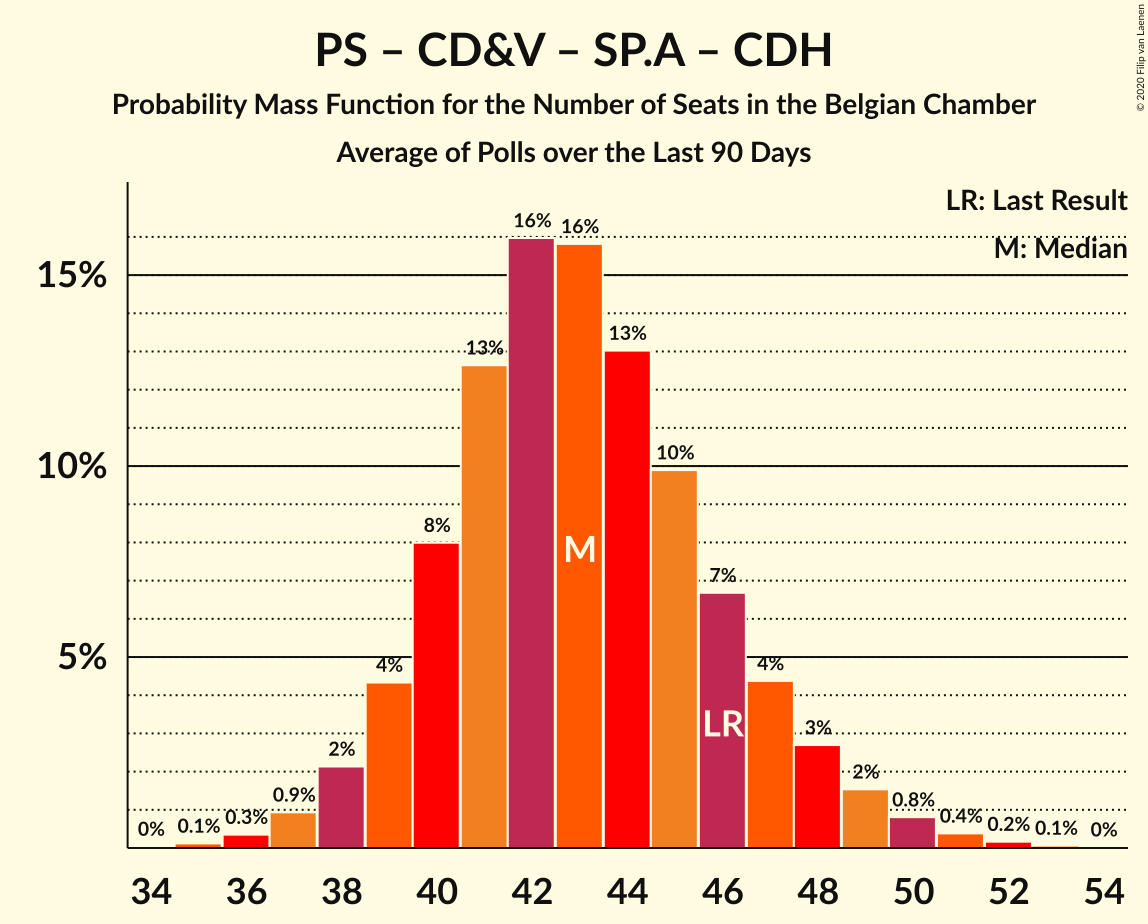 PS – CD&V – SP.A – CDH
Probability Mass Function for the Number of Seats in the Belgian Chamber
Average of Polls over the Last 90 Days
© 2020 Filip van Laenen
LR: Last Result
M: Median
15%
10%
5%
0%
0.1%
0.3%
0.9%
2%
4%
8%
13%
16%
16%
13%
10%
7%
4%
3%
2%
0.8%
0.4%
0.2%
0.1%
0%
M
LR
34 36 38 40 42 44 46 48 50 52 54